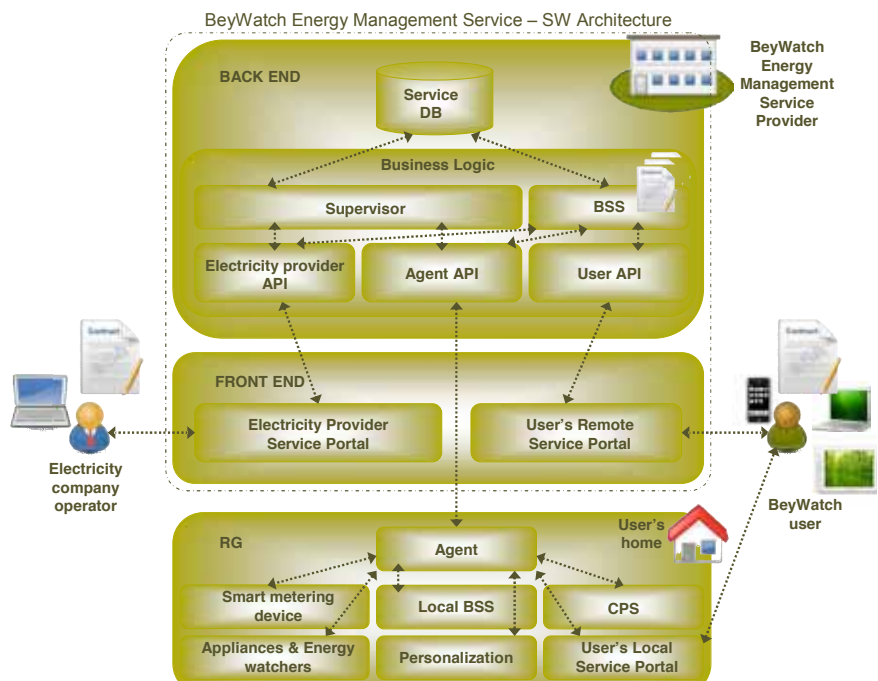 BeyWatch Energy Management Service – SW Architecture
BACK END
BeyWatch
Energy
Management
Service
Provider
Service
DB
Business Logic
Supervisor
BSS
Electricity provider
API
Agent API
User API
Contract
Contract
FRONT END
Electricity Provider
Service Portal
User's Remote
Service Portal
Electricity
company
operator
BeyWatch
user
RG
Agent
User's
home
Smart metering
device
Local BSS
CPS
Appliances & Energy
watchers
Personalization
User's Local
Service Portal